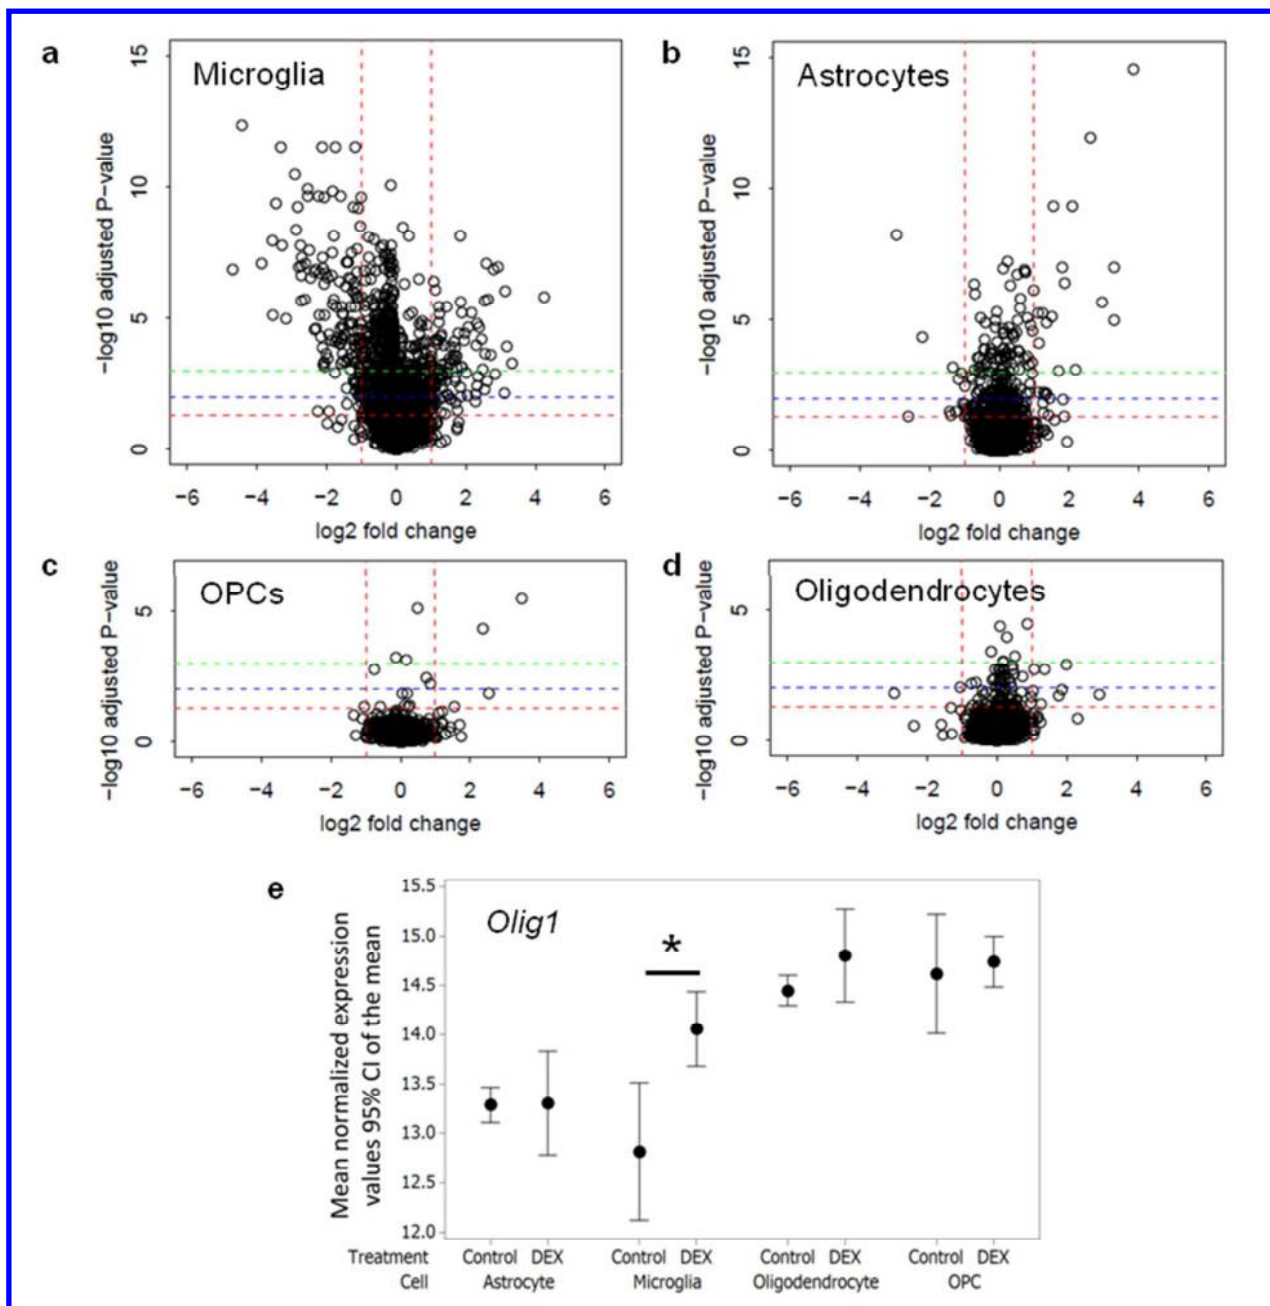 a
Microglia
15
10
5
0
−log10 adjusted P−value
−6 −4 −2 0 2 4 6
log2 fold change
b
Astrocytes
15
10
5
0
−log10 adjusted P−value
−6 −4 −2 0 2 4 6
log2 fold change
c
OPCs
5
0
−log10 adjusted P−value
−6 −4 −2 0 2 4 6
log2 fold change
d
Oligodendrocytes
5
0
−log10 adjusted P−value
−6 −4 −2 0 2 4 6
log2 fold change
e
Olig1
*
Mean normalized expression
values 95% CI of the mean
15.5
15.0
14.5
14.0
13.5
13.0
12.5
12.0
Treatment Control DEX Control DEX Control DEX Control DEX
Cell Astrocyte Microglia Oligodendrocyte OPC